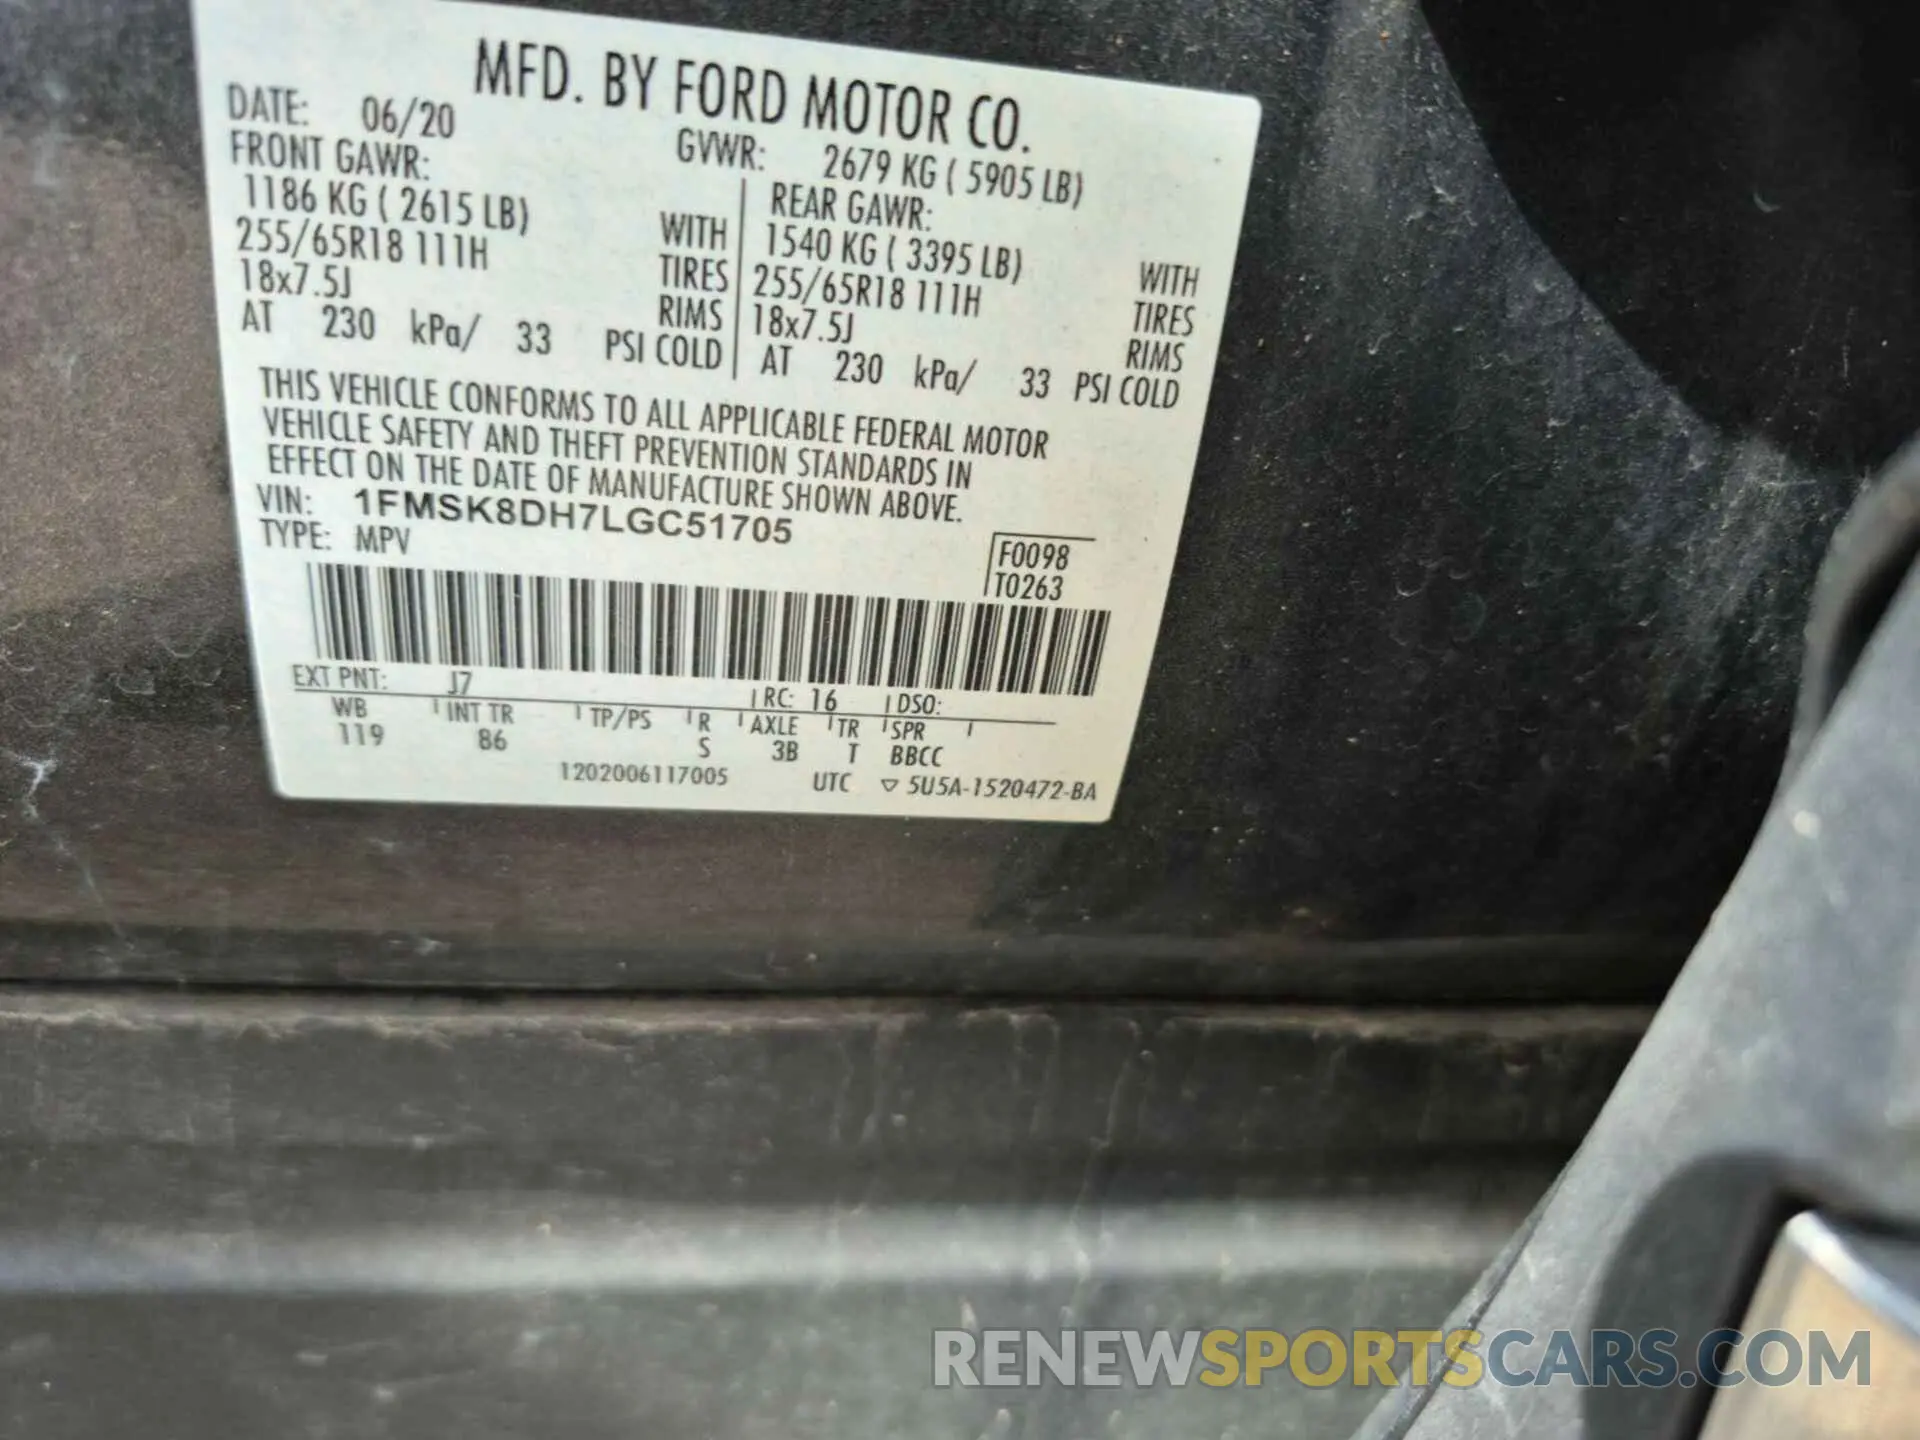 MFD. BY FORD MOTOR CO.
DATE: 06/20 GVWR: 2679 KG ( 5905 LB)
FRONT GAWR: REAR GAWR:
1186 KG ( 2615 LB) WITH 1540 KG ( 3395 LB) WITH
255/65R18 111H TIRES 255/65R18 111H TIRES
18x7.5J RIMS 18x7.5J RIMS
AT 230 kPa/ 33 PSI COLD AT 230 kPa/ 33 PSI COLD
THIS VEHICLE CONFORMS TO ALL APPLICABLE FEDERAL MOTOR
VEHICLE SAFETY AND THEFT PREVENTION STANDARDS IN
EFFECT ON THE DATE OF MANUFACTURE SHOWN ABOVE.
VIN: 1FMSK8DH7LGC51705
TYPE: MPV
F0098
T0263
EXT PNT: J7 RC: 16 DSO:
WB INT TR TP/PS R AXLE TR SPR
119 86 S 3B T BBCC
1202006117005 UTC ▽ 5U5A-1520472-BA
RENEWSPORTSCARS.COM